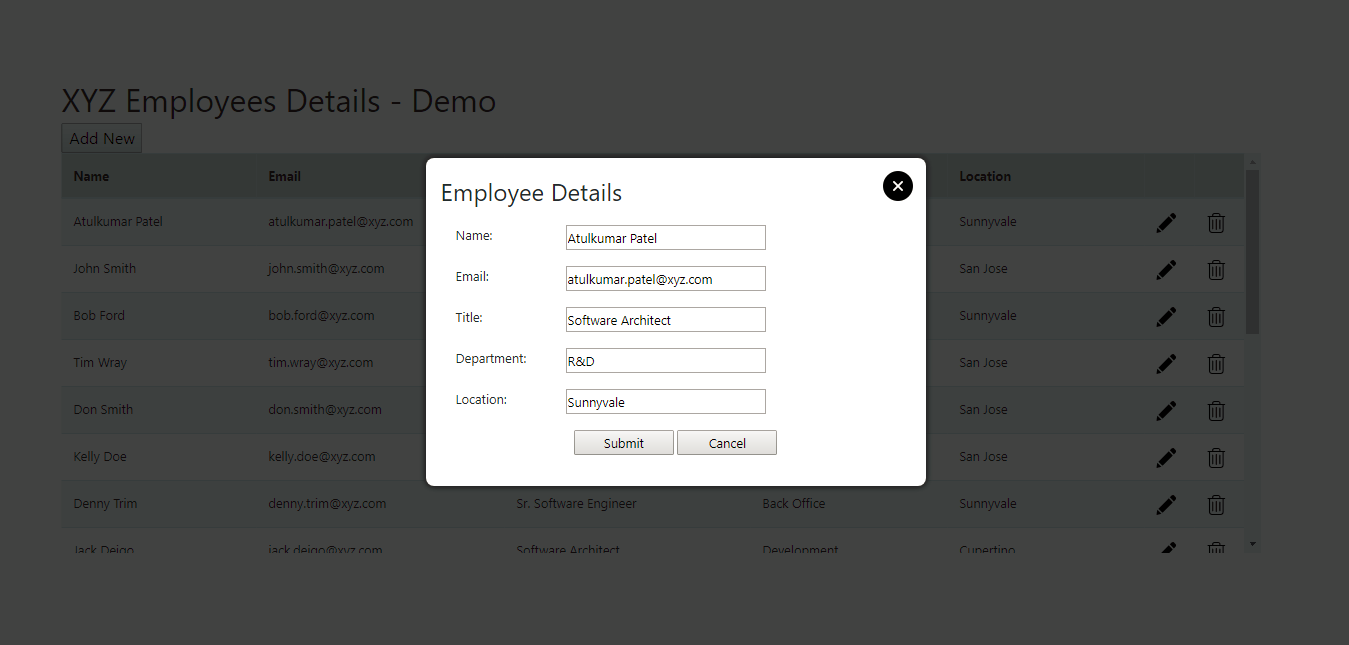 XYZ Employees Details - Demo
Add New
Name Email Location
Employee Details
Name: Atulkumar Patel
Email: atulkumar.patel@xyz.com
Title: Software Architect
Department: R&D
Location: Sunnyvale
Submit Cancel
Atulkumar Patel atulkumar.patel@xyz.com Sunnyvale
John Smith john.smith@xyz.com San Jose
Bob Ford bob.ford@xyz.com Sunnyvale
Tim Wray tim.wray@xyz.com San Jose
Don Smith don.smith@xyz.com San Jose
Kelly Doe kelly.doe@xyz.com San Jose
Denny Trim denny.trim@xyz.com Sr. Software Engineer Back Office Sunnyvale
Jack Deigo jack.deigo@xyz.com Software Architect Development Cupertino